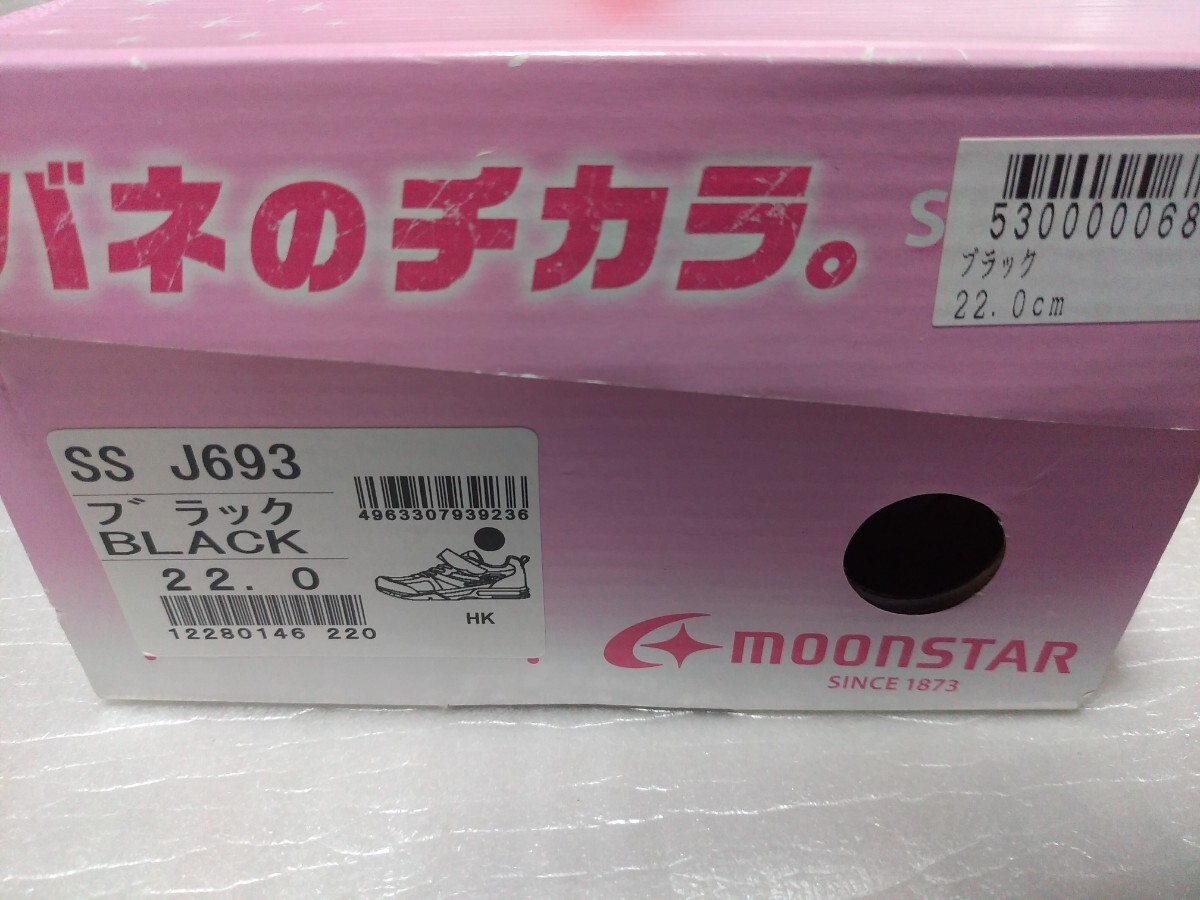 バネのチカラ。
S
530000068
ブラック
22.0cm
SS J693
ブラック
BLACK
22.0
12280146 220
4963307939236
HK
MOONSTAR
SINCE 1873